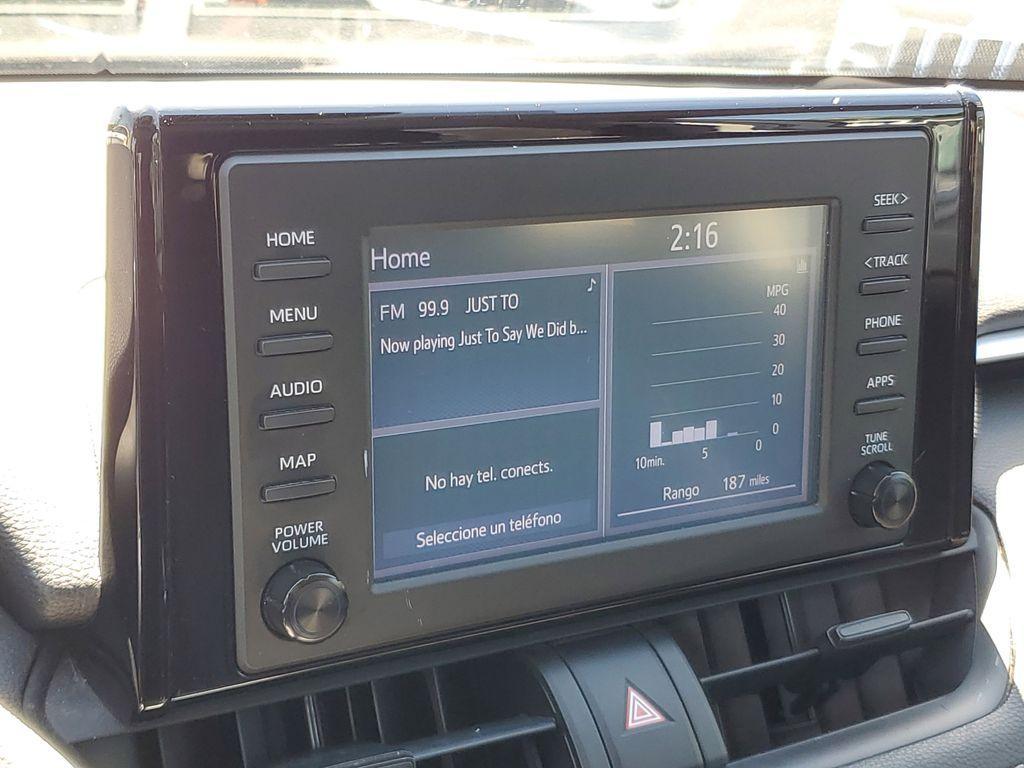 HOME
MENU
AUDIO
MAP
POWER
VOLUME
Home
2:16
FM 99.9 JUST TO
Now playing Just To Say We Did b...
No hay tel. conects.
Seleccione un teléfono
MPG
40
30
20
10
0
10min. 5 0
Rango 187 miles
SEEK>
<TRACK
PHONE
APPS
TUNE
SCROLL